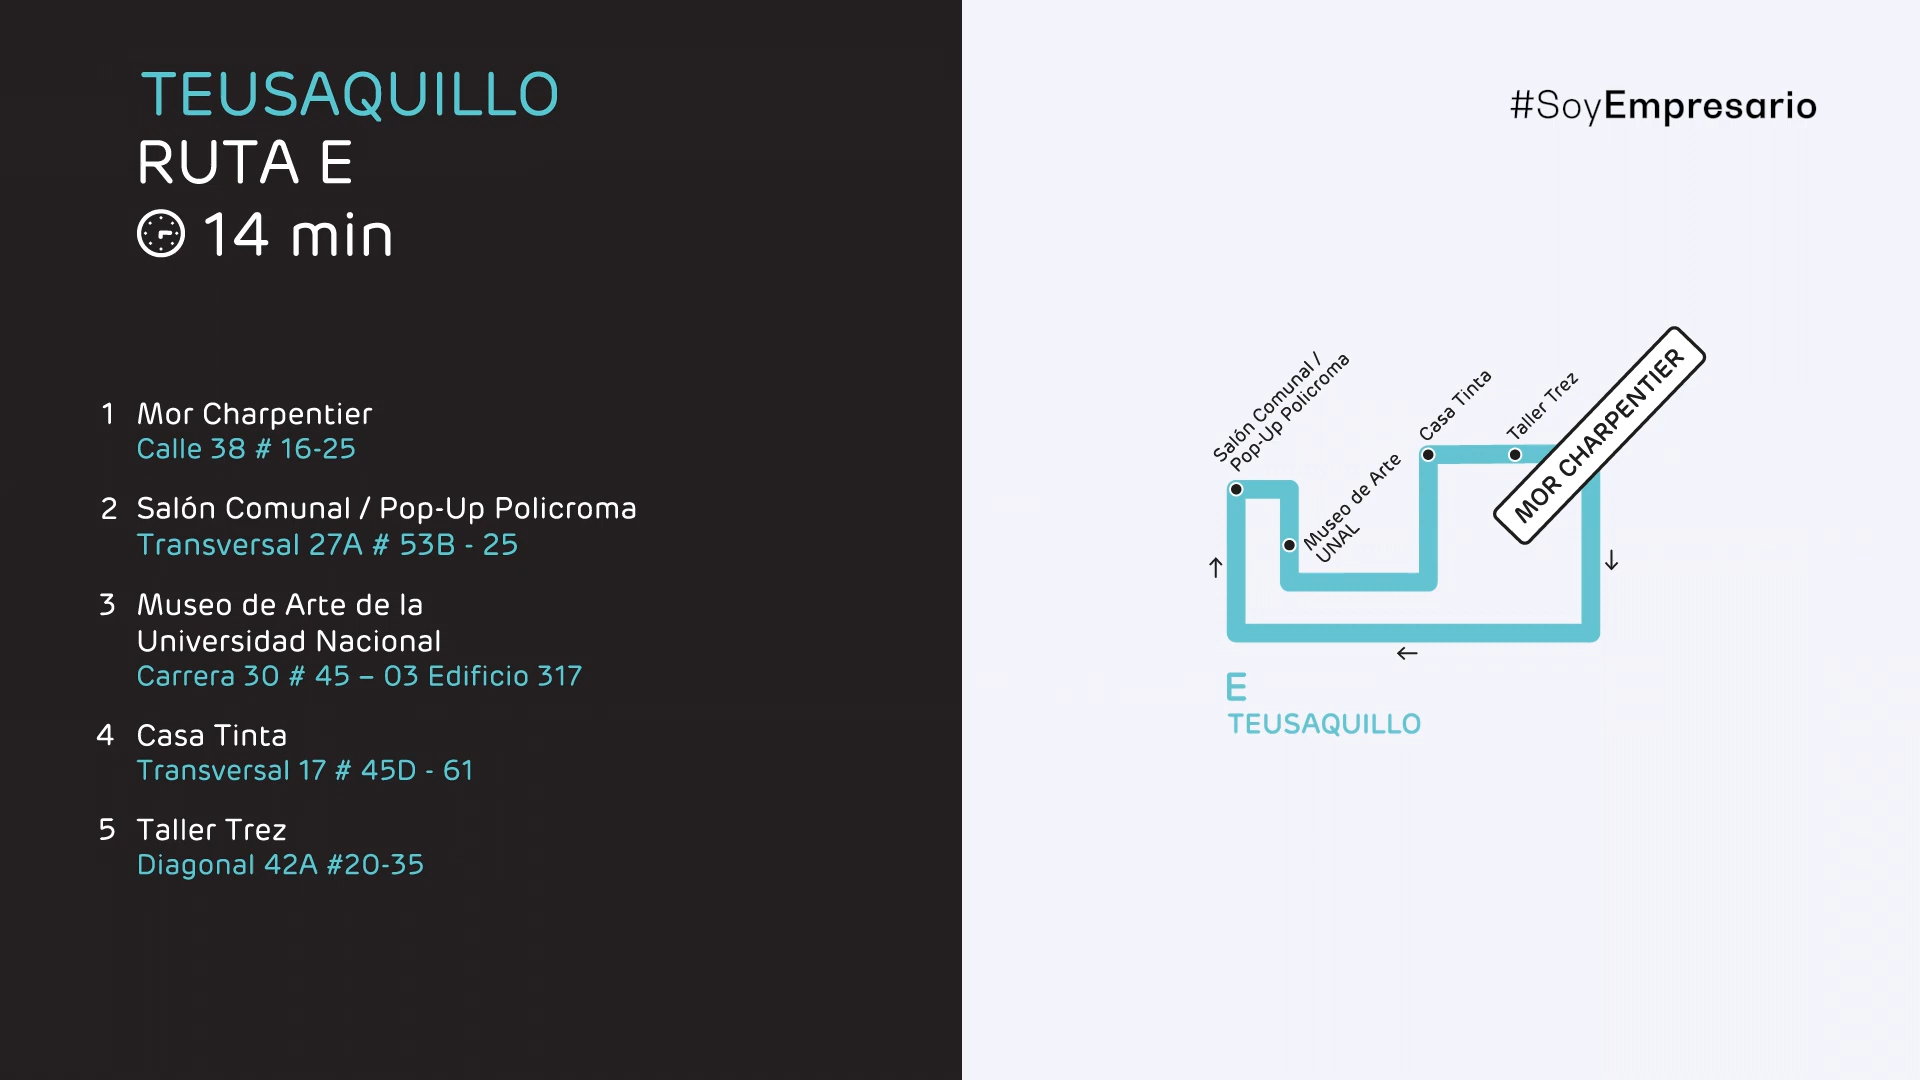 TEUSAQUILLO
RUTA E
14 min
1 Mor Charpentier
Calle 38 # 16-25
2 Salón Comunal / Pop-Up Policroma
Transversal 27A # 53B - 25
3 Museo de Arte de la
Universidad Nacional
Carrera 30 # 45 – 03 Edificio 317
4 Casa Tinta
Transversal 17 # 45D - 61
5 Taller Trez
Diagonal 42A #20-35
#SoyEmpresario
Salón Comunal /
Pop-Up Policroma
Museo de Arte
UNAL
Casa Tinta
Taller Trez
MOR CHARPENTIER
E
TEUSAQUILLO